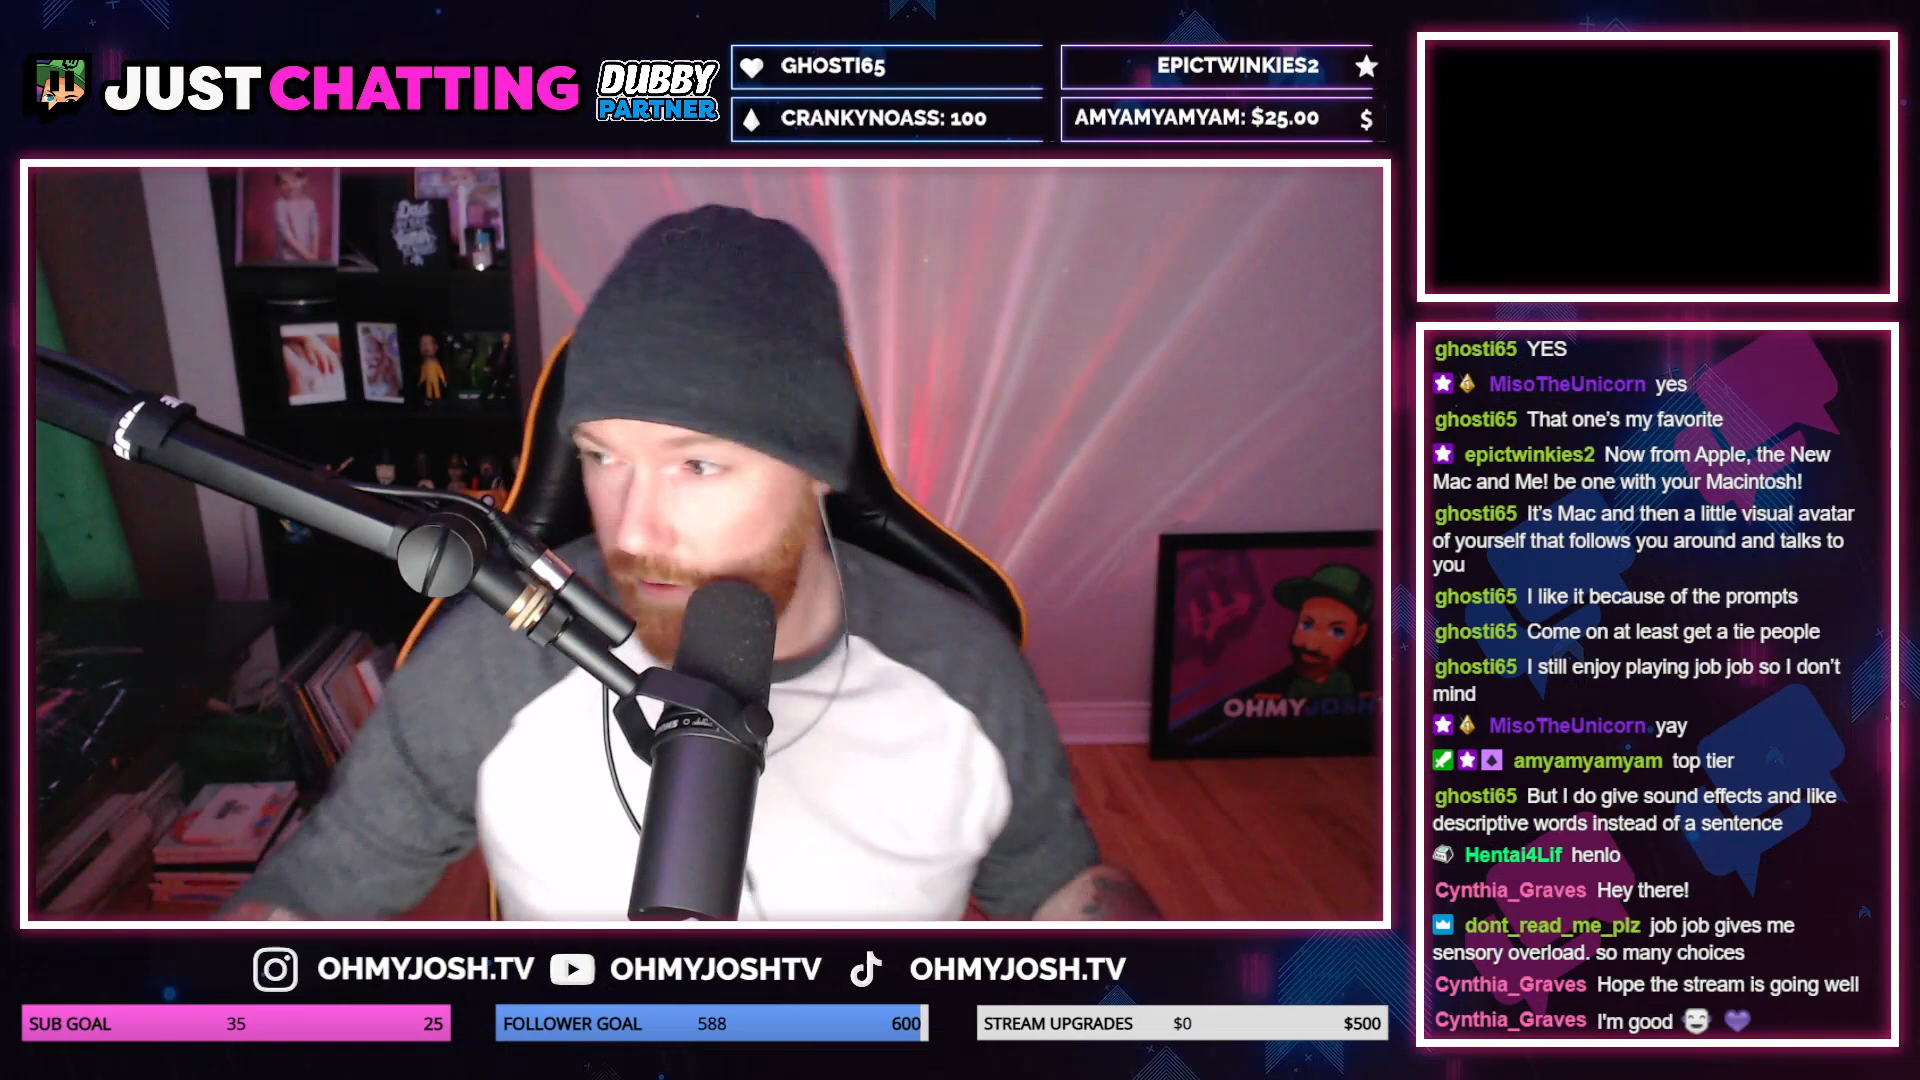 JUST CHATTING
DUBBY
PARTNER
GHOSTI65
EPICTWINKIES2
CRANKYNOASS: 100
AMYAMYAMYAM: $25.00
$
Dad
OHMYJOSH
ghosti65 YES
MisoTheUnicorn yes
ghosti65 That one's my favorite
epictwinkies2 Now from Apple, the New
Mac and Me! be one with your Macintosh!
ghosti65 It's Mac and then a little visual avatar
of yourself that follows you around and talks to
you
ghosti65 I like it because of the prompts
ghosti65 Come on at least get a tie people
ghosti65 I still enjoy playing job job so I don't
mind
MisoTheUnicorn yay
amyamyamyam top tier
ghosti65 But I do give sound effects and like
descriptive words instead of a sentence
Hentai4Lif henlo
Cynthia_Graves Hey there!
dont_read_me_plz job job gives me
sensory overload. so many choices
Cynthia_Graves Hope the stream is going well
Cynthia_Graves I'm good
OHMYJOSH.TV OHMYJOSHTV OHMYJOSH.TV
SUB GOAL 35 25
FOLLOWER GOAL 588 600
STREAM UPGRADES $0 $500